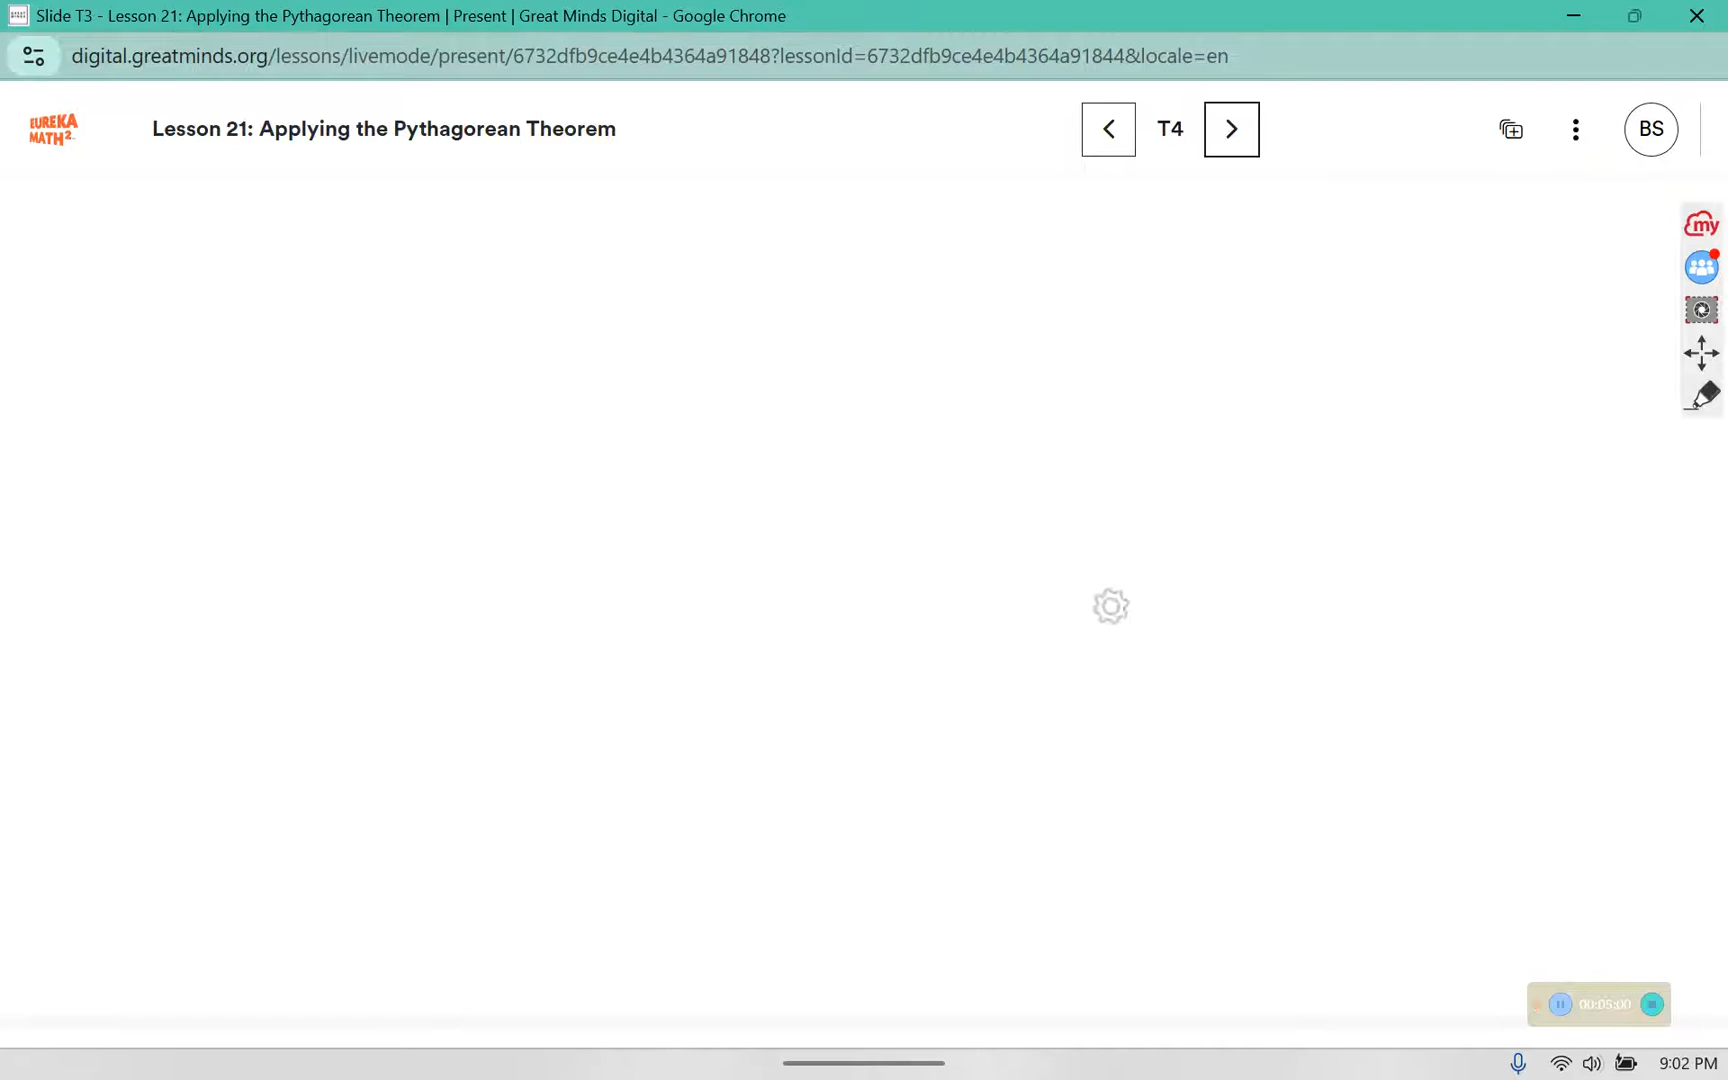 Slide T3 - Lesson 21: Applying the Pythagorean Theorem | Present | Great Minds Digital - Google Chrome
digital.greatminds.org/lessons/livemode/present/6732dfb9ce4e4b4364a91848?lessonId=6732dfb9ce4e4b4364a91844&locale=en
EUREKA
MATH²
Lesson 21: Applying the Pythagorean Theorem
T4
BS
my
00:05:00
9:02 PM